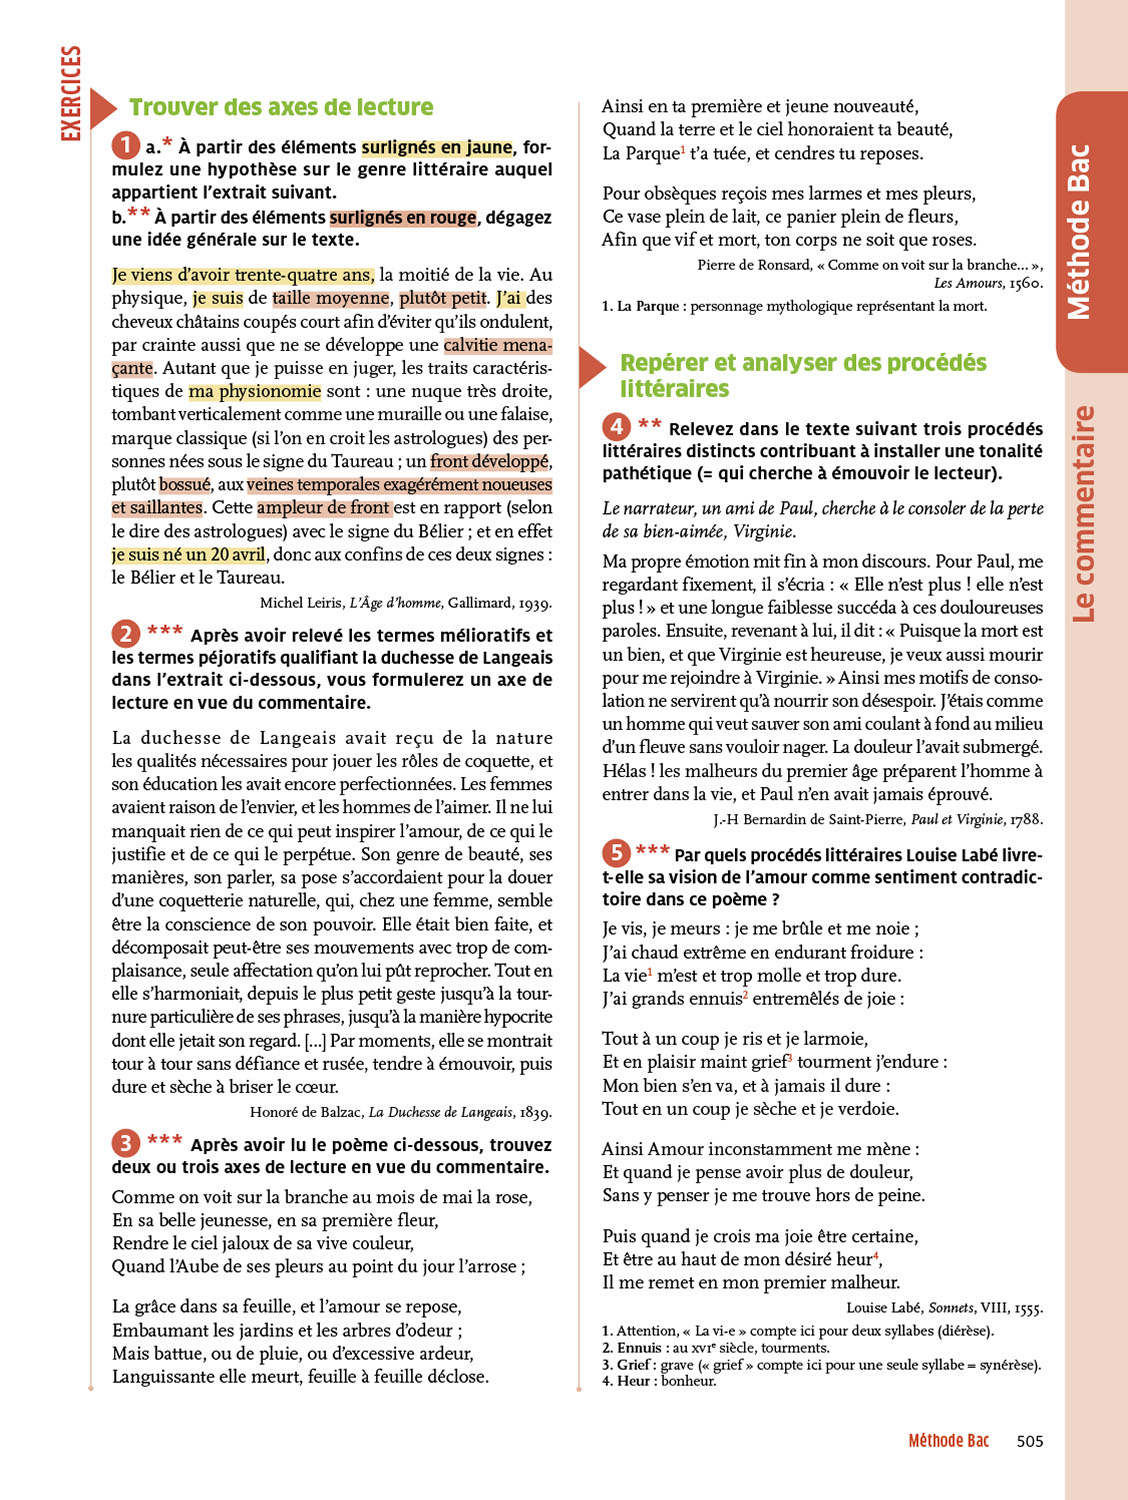 EXERCICES
Trouver des axes de lecture
1 a.* À partir des éléments surlignés en jaune, for-
mulez une hypothèse sur le genre littéraire auquel
appartient l'extrait suivant.
b.** À partir des éléments surlignés en rouge, dégagez
une idée générale sur le texte.
Je viens d'avoir trente-quatre ans, la moitié de la vie. Au
physique, je suis de taille moyenne, plutôt petit. J'ai des
cheveux châtains coupés court afin d'éviter qu'ils ondulent,
par crainte aussi que ne se développe une calvitie mena-
çante. Autant que je puisse en juger, les traits caractéris-
tiques de ma physionomie sont : une nuque très droite,
tombant verticalement comme une muraille ou une falaise,
marque classique (si l'on en croit les astrologues) des per-
sonnes nées sous le signe du Taureau ; un front développé,
plutôt bossué, aux veines temporales exagérément noueuses
et saillantes. Cette ampleur de front est en rapport (selon
le dire des astrologues) avec le signe du Bélier ; et en effet
je suis né un 20 avril, donc aux confins de ces deux signes :
le Bélier et le Taureau.
Michel Leiris, L'Âge d'homme, Gallimard, 1939.
2 *** Après avoir relevé les termes mélioratifs et
les termes péjoratifs qualifiant la duchesse de Langeais
dans l'extrait ci-dessous, vous formulerez un axe de
lecture en vue du commentaire.
La duchesse de Langeais avait reçu de la nature
les qualités nécessaires pour jouer les rôles de coquette, et
son éducation les avait encore perfectionnées. Les femmes
avaient raison de l'envier, et les hommes de l'aimer. Il ne lui
manquait rien de ce qui peut inspirer l'amour, de ce qui le
justifie et de ce qui le perpétue. Son genre de beauté, ses
manières, son parler, sa pose s'accordaient pour la douer
d'une coquetterie naturelle, qui, chez une femme, semble
être la conscience de son pouvoir. Elle était bien faite, et
décomposait peut-être ses mouvements avec trop de com-
plaisance, seule affectation qu'on lui pût reprocher. Tout en
elle s'harmoniait, depuis le plus petit geste jusqu'à la tour-
nure particulière de ses phrases, jusqu'à la manière hypocrite
dont elle jetait son regard. [...] Par moments, elle se montrait
tour à tour sans défiance et rusée, tendre à émouvoir, puis
dure et sèche à briser le cœur.
Honoré de Balzac, La Duchesse de Langeais, 1839.
3 *** Après avoir lu le poème ci-dessous, trouvez
deux ou trois axes de lecture en vue du commentaire.
Comme on voit sur la branche au mois de mai la rose,
En sa belle jeunesse, en sa première fleur,
Rendre le ciel jaloux de sa vive couleur,
Quand l'Aube de ses pleurs au point du jour l'arrose ;
La grâce dans sa feuille, et l'amour se repose,
Embaumant les jardins et les arbres d'odeur ;
Mais battue, ou de pluie, ou d'excessive ardeur,
Languissante elle meurt, feuille à feuille déclose.
Ainsi en ta première et jeune nouveauté,
Quand la terre et le ciel honoraient ta beauté,
La Parque1 t'a tuée, et cendres tu reposes.
Pour obsèques reçois mes larmes et mes pleurs,
Ce vase plein de lait, ce panier plein de fleurs,
Afin que vif et mort, ton corps ne soit que roses.
Pierre de Ronsard, « Comme on voit sur la branche... »,
Les Amours, 1560.
1. La Parque : personnage mythologique représentant la mort.
Repérer et analyser des procédés
littéraires
4 ** Relevez dans le texte suivant trois procédés
littéraires distincts contribuant à installer une tonalité
pathétique (= qui cherche à émouvoir le lecteur).
Le narrateur, un ami de Paul, cherche à le consoler de la perte
de sa bien-aimée, Virginie.
Ma propre émotion mit fin à mon discours. Pour Paul, me
regardant fixement, il s'écria : « Elle n'est plus ! elle n'est
plus ! » et une longue faiblesse succéda à ces douloureuses
paroles. Ensuite, revenant à lui, il dit : « Puisque la mort est
un bien, et que Virginie est heureuse, je veux aussi mourir
pour me rejoindre à Virginie. » Ainsi mes motifs de conso-
lation ne servirent qu'à nourrir son désespoir. J'étais comme
un homme qui veut sauver son ami coulant à fond au milieu
d'un fleuve sans vouloir nager. La douleur l'avait submergé.
Hélas ! les malheurs du premier âge préparent l'homme à
entrer dans la vie, et Paul n'en avait jamais éprouvé.
J.-H Bernardin de Saint-Pierre, Paul et Virginie, 1788.
5 *** Par quels procédés littéraires Louise Labé livre-
t-elle sa vision de l'amour comme sentiment contradic-
toire dans ce poème ?
Je vis, je meurs : je me brûle et me noie ;
J'ai chaud extrême en endurant froidure :
La vie1 m'est et trop molle et trop dure.
J'ai grands ennuis2 entremêlés de joie :
Tout à un coup je ris et je larmoie,
Et en plaisir maint grief3 tourment j'endure :
Mon bien s'en va, et à jamais il dure :
Tout en un coup je sèche et je verdoie.
Ainsi Amour inconstamment me mène :
Et quand je pense avoir plus de douleur,
Sans y penser je me trouve hors de peine.
Puis quand je crois ma joie être certaine,
Et être au haut de mon désiré heur4,
Il me remet en mon premier malheur.
Louise Labé, Sonnets, VIII, 1555.
1. Attention, « La vi-e » compte ici pour deux syllabes (diérèse).
2. Ennuis : au XVIe siècle, tourments.
3. Grief : grave (« grief » compte ici pour une seule syllabe = synérèse).
4. Heur : bonheur.
Méthode Bac
Le commentaire
Méthode Bac 505